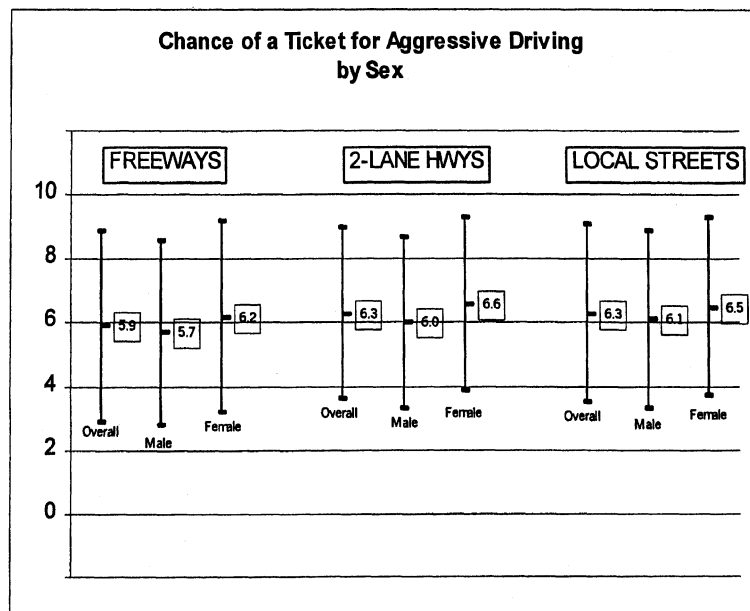 Chance of a Ticket for Aggressive Driving
by Sex
FREEWAYS 2-LANE HWYS LOCAL STREETS
10
8
6
4
2
0
5.9 5.7 6.2 6.3 6.0 6.6 6.3 6.1 6.5
Overall Male Female Overall Male Female Overall Male Female